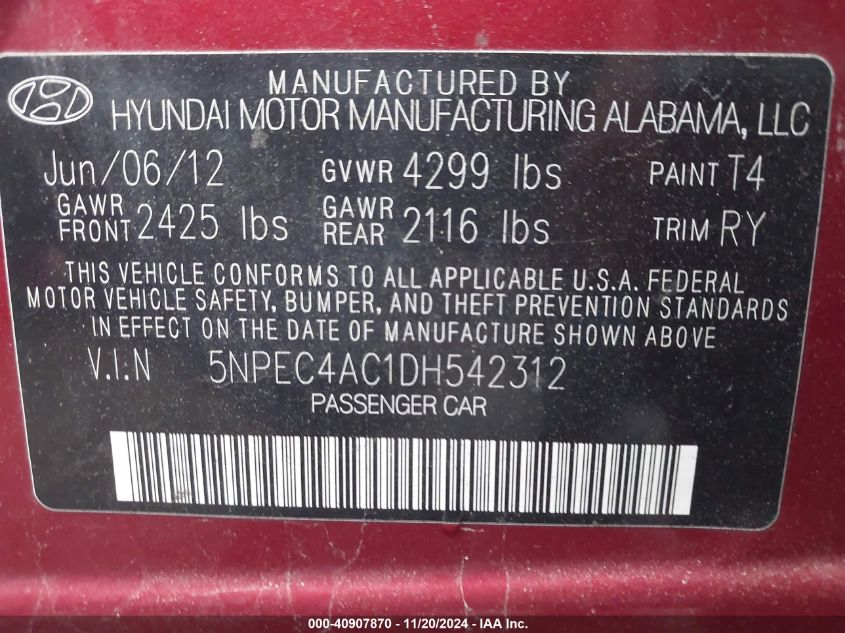 MANUFACTURED BY
HYUNDAI MOTOR MANUFACTURING ALABAMA, LLC
Jun/06/12 GVWR 4299 lbs PAINT T4
GAWR FRONT 2425 lbs GAWR REAR 2116 lbs TRIM RY
THIS VEHICLE CONFORMS TO ALL APPLICABLE U.S.A. FEDERAL
MOTOR VEHICLE SAFETY, BUMPER, AND THEFT PREVENTION STANDARDS
IN EFFECT ON THE DATE OF MANUFACTURE SHOWN ABOVE.
V.I.N 5NPEC4AC1DH542312
PASSENGER CAR
000-40907870 - 11/20/2024 - IAA Inc.